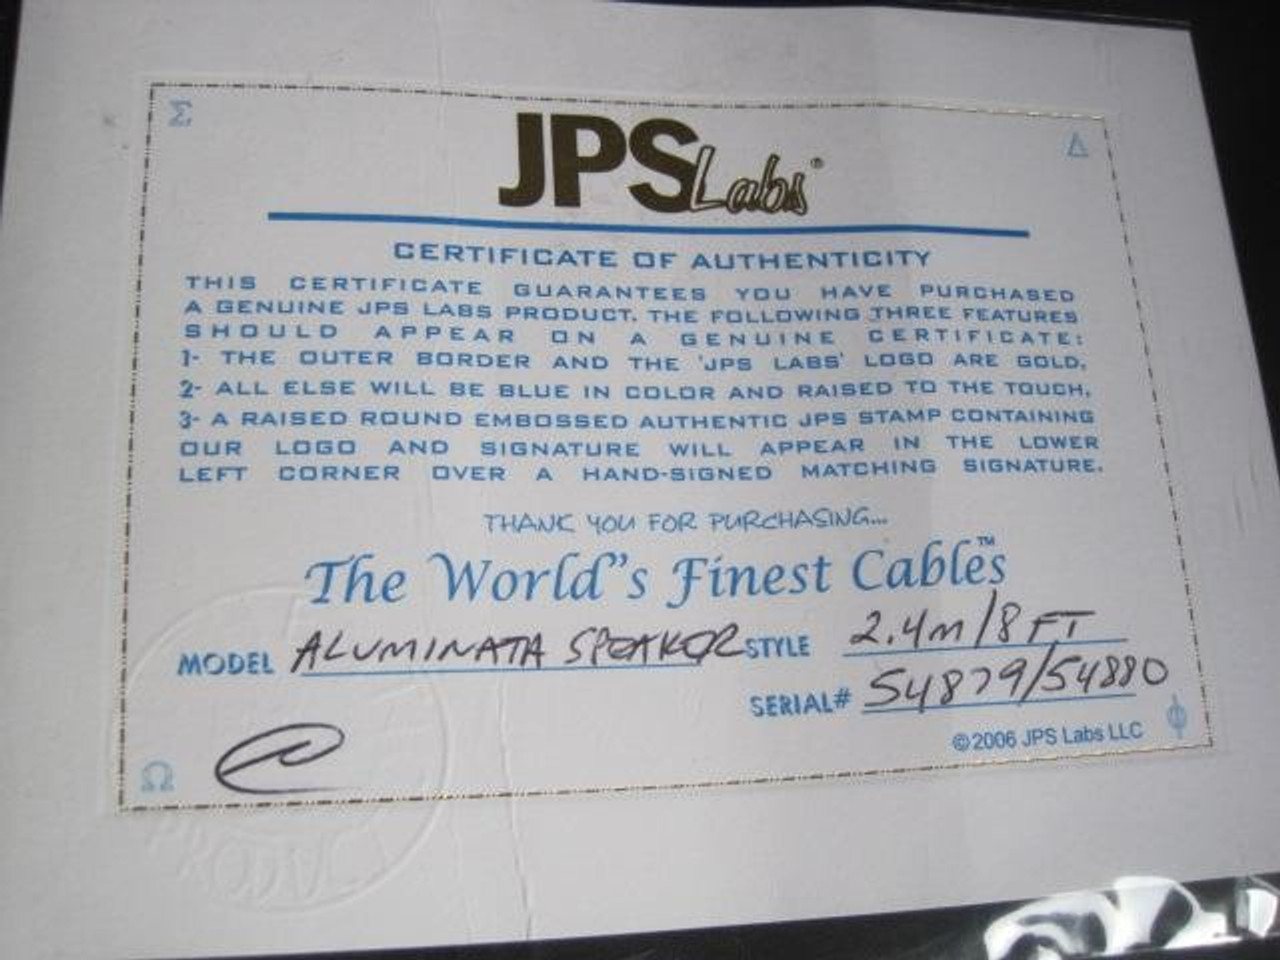 Σ
Δ
JPS Labs®
CERTIFICATE OF AUTHENTICITY
THIS CERTIFICATE GUARANTEES YOU HAVE PURCHASED
A GENUINE JPS LABS PRODUCT. THE FOLLOWING THREE FEATURES
SHOULD APPEAR ON A GENUINE CERTIFICATE:
1- THE OUTER BORDER AND THE 'JPS LABS' LOGO ARE GOLD,
2- ALL ELSE WILL BE BLUE IN COLOR AND RAISED TO THE TOUCH,
3- A RAISED ROUND EMBOSSED AUTHENTIC JPS STAMP CONTAINING
OUR LOGO AND SIGNATURE WILL APPEAR IN THE LOWER
LEFT CORNER OVER A HAND-SIGNED MATCHING SIGNATURE.
THANK YOU FOR PURCHASING...
The World"s Finest Cables™
MODEL ALUMINATA SPEAKER STYLE 2.4m/8 FT
SERIAL# 54879/54880
©2006 JPS Labs LLC
Ω
Φ